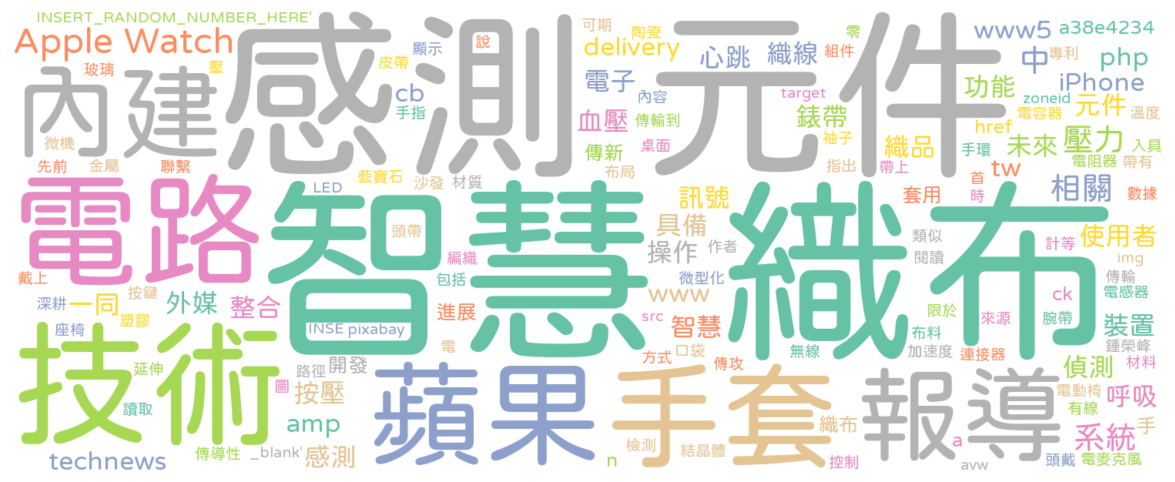 INSERT_RANDOM_NUMBER_HERE'
Apple Watch
感測元件
內建
智慧織布
電路
技術
蘋果
手套
報導
玻璃
壓
皮帶
顯示
說
cb
手指
可期
陶瓷
delivery
電子
內容
血壓
傳輸到
傳新
桌面
布局
心跳
織線
target
零
組件
錶帶
袖子
織品
指出
帶上
www5
a38e4234
中
專利
php
iPhone
功能
zoneid
元件
電容器
溫度
href
未來
壓力
手環
電阻器
入具
帶有
tw
首
時
相關
數據
套用
微機
先前
金屬
聯繫
藍寶石
沙發
材質
LED
頭帶
訊號
具備
操作
作者
編織
包括
微型化
www
進展
src
智慧
方式
口袋
傳攻
無線
類似
閱讀
計等
使用者
img
傳輸
電感器
ck
限於
來源
腕帶
裝置
布料
加速度
連接器
鍾榮峰
材料
偵測
電動椅
有線
呼吸
手
系統
a
頭戴
電麥克風
avw
戴上
深耕
一同
按鍵
塑膠
外媒
整合
座椅
INSE pixabay
電
開發
路徑
延伸
圖
按壓
讀取
amp
傳導性
_blank'
感測
technews
n
檢測
結晶體
織布
控制